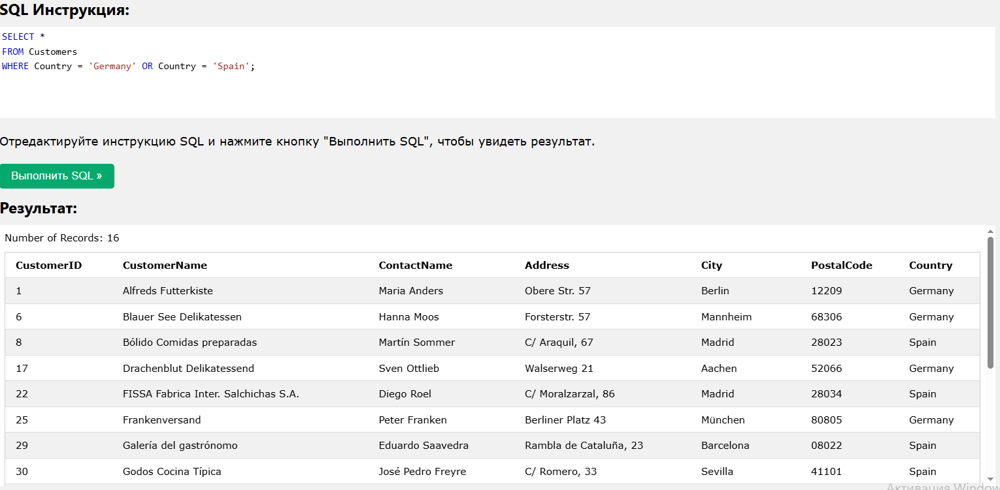 SQL Инструкция:
SELECT *
FROM Customers
WHERE Country = 'Germany' OR Country = 'Spain';
Отредактируйте инструкцию SQL и нажмите кнопку "Выполнить SQL", чтобы увидеть результат.
Выполнить SQL »
Результат:
Number of Records: 16
CustomerID CustomerName ContactName Address City PostalCode Country
1 Alfreds Futterkiste Maria Anders Obere Str. 57 Berlin 12209 Germany
6 Blauer See Delikatessen Hanna Moos Forsterstr. 57 Mannheim 68306 Germany
8 Bólido Comidas preparadas Martín Sommer C/ Araquil, 67 Madrid 28023 Spain
17 Drachenblut Delikatessend Sven Ottlieb Walserweg 21 Aachen 52066 Germany
22 FISSA Fabrica Inter. Salchichas S.A. Diego Roel C/ Moralzarzal, 86 Madrid 28034 Spain
25 Frankenversand Peter Franken Berliner Platz 43 München 80805 Germany
29 Galería del gastrónomo Eduardo Saavedra Rambla de Cataluña, 23 Barcelona 08022 Spain
30 Godos Cocina Típica José Pedro Freyre C/ Romero, 33 Sevilla 41101 Spain
Активация Window